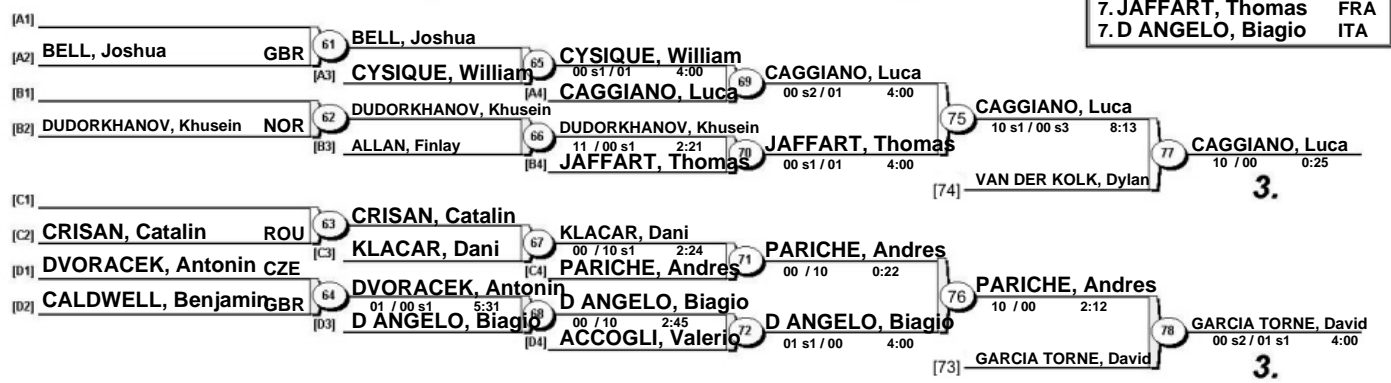 7. JAFFART, Thomas FRA
7. D ANGELO, Biagio ITA
[A1]
[A2] BELL, Joshua GBR
61 BELL, Joshua
[A3] CYSIQUE, William
65 CYSIQUE, William
00 s1 / 01 4:00
[A4] CAGGIANO, Luca
69 CAGGIANO, Luca
00 s2 / 01 4:00
[B1]
[B2] DUDORKHANOV, Khusein NOR
62 DUDORKHANOV, Khusein
[B3] ALLAN, Finlay
66 DUDORKHANOV, Khusein
11 / 00 s1 2:21
[B4] JAFFART, Thomas
70 JAFFART, Thomas
00 s1 / 01 4:00
75 CAGGIANO, Luca
10 s1 / 00 s3 8:13
[74] VAN DER KOLK, Dylan
77 CAGGIANO, Luca
10 / 00 0:25
3.
[C1]
[C2] CRISAN, Catalin ROU
63 CRISAN, Catalin
[C3] KLACAR, Dani
67 KLACAR, Dani
00 / 10 s1 2:24
[C4] PARICHE, Andres
71 PARICHE, Andres
00 / 10 0:22
[D1] DVORACEK, Antonin CZE
[D2] CALDWELL, Benjamin GBR
64 DVORACEK, Antonin
01 / 00 s1 5:31
[D3] D ANGELO, Biagio
68 D ANGELO, Biagio
00 / 10 2:45
[D4] ACCOGLI, Valerio
72 D ANGELO, Biagio
01 s1 / 00 4:00
76 PARICHE, Andres
10 / 00 2:12
[73] GARCIA TORNE, David
78 GARCIA TORNE, David
00 s2 / 01 s1 4:00
3.